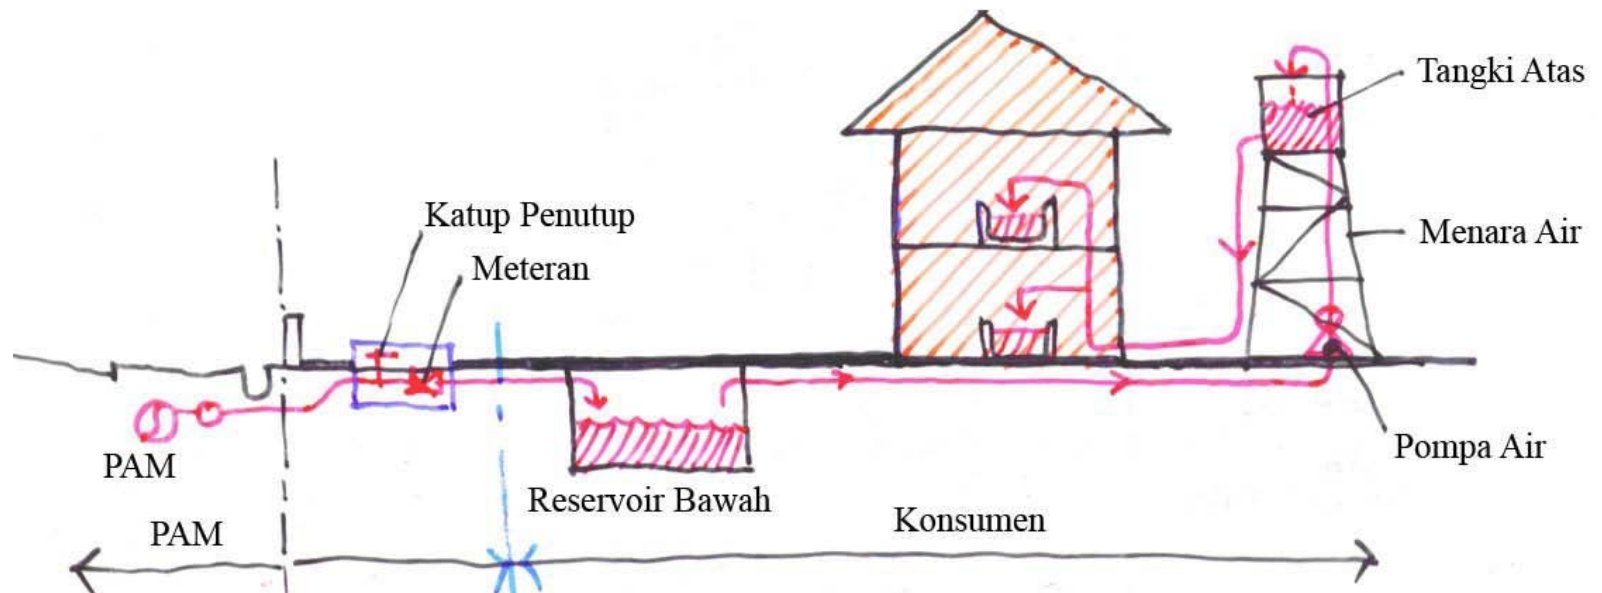 Tangki Atas
Katup Penutup
Menara Air
Meteran
Pompa Air
PAM
Reservoir Bawah
Konsumen
PAM